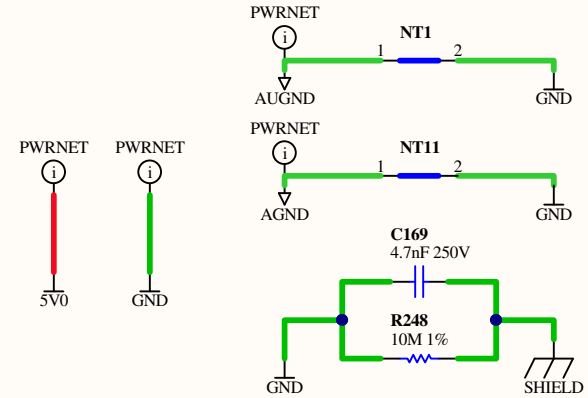 PWRNET
i
NT1
1 2
AUGND
GND
PWRNET
i
NT11
1 2
AGND
GND
PWRNET
i
5V0
PWRNET
i
GND
C169
4.7nF 250V
R248
10M 1%
GND
SHIELD